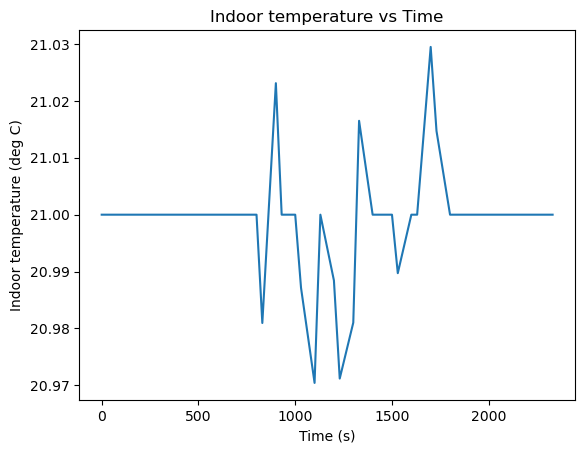 Indoor temperature vs Time
21.03
21.02
21.01
21.00
20.99
20.98
20.97
Indoor temperature (deg C)
0 500 1000 1500 2000
Time (s)